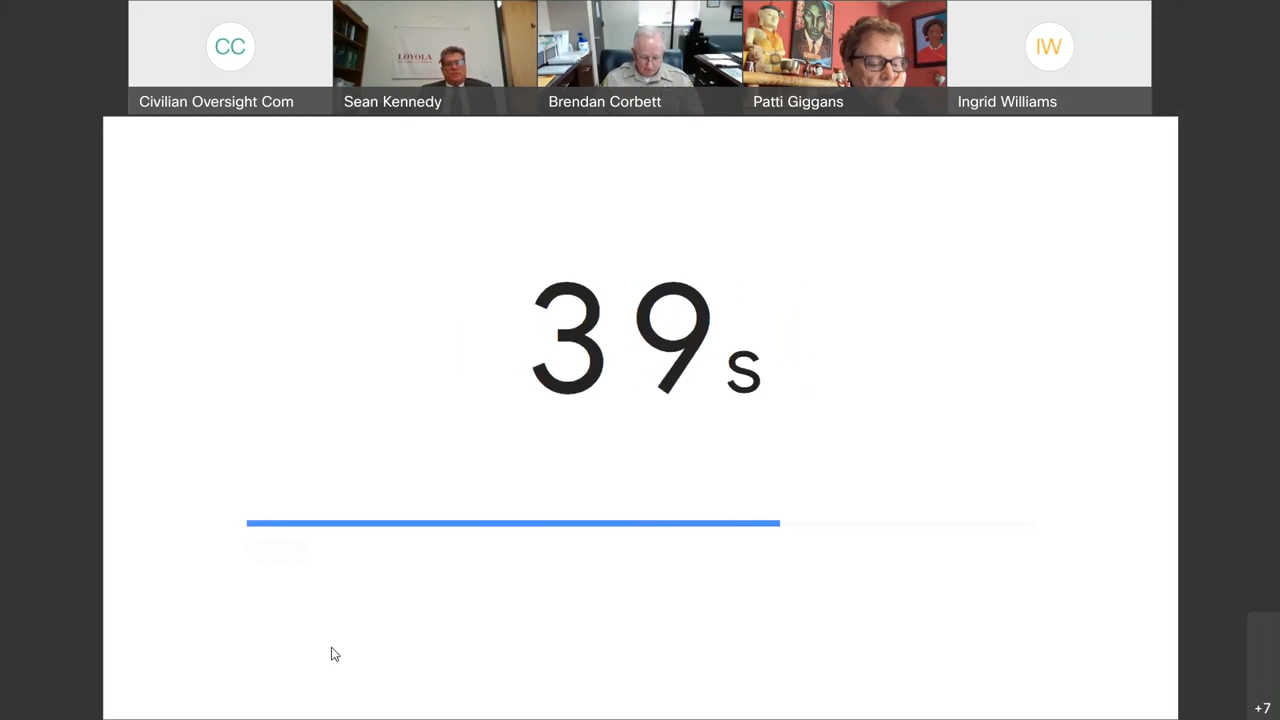 CC
LOYOLA
IW
Civilian Oversight Com
Sean Kennedy
Brendan Corbett
Patti Giggans
Ingrid Williams
39s
+7